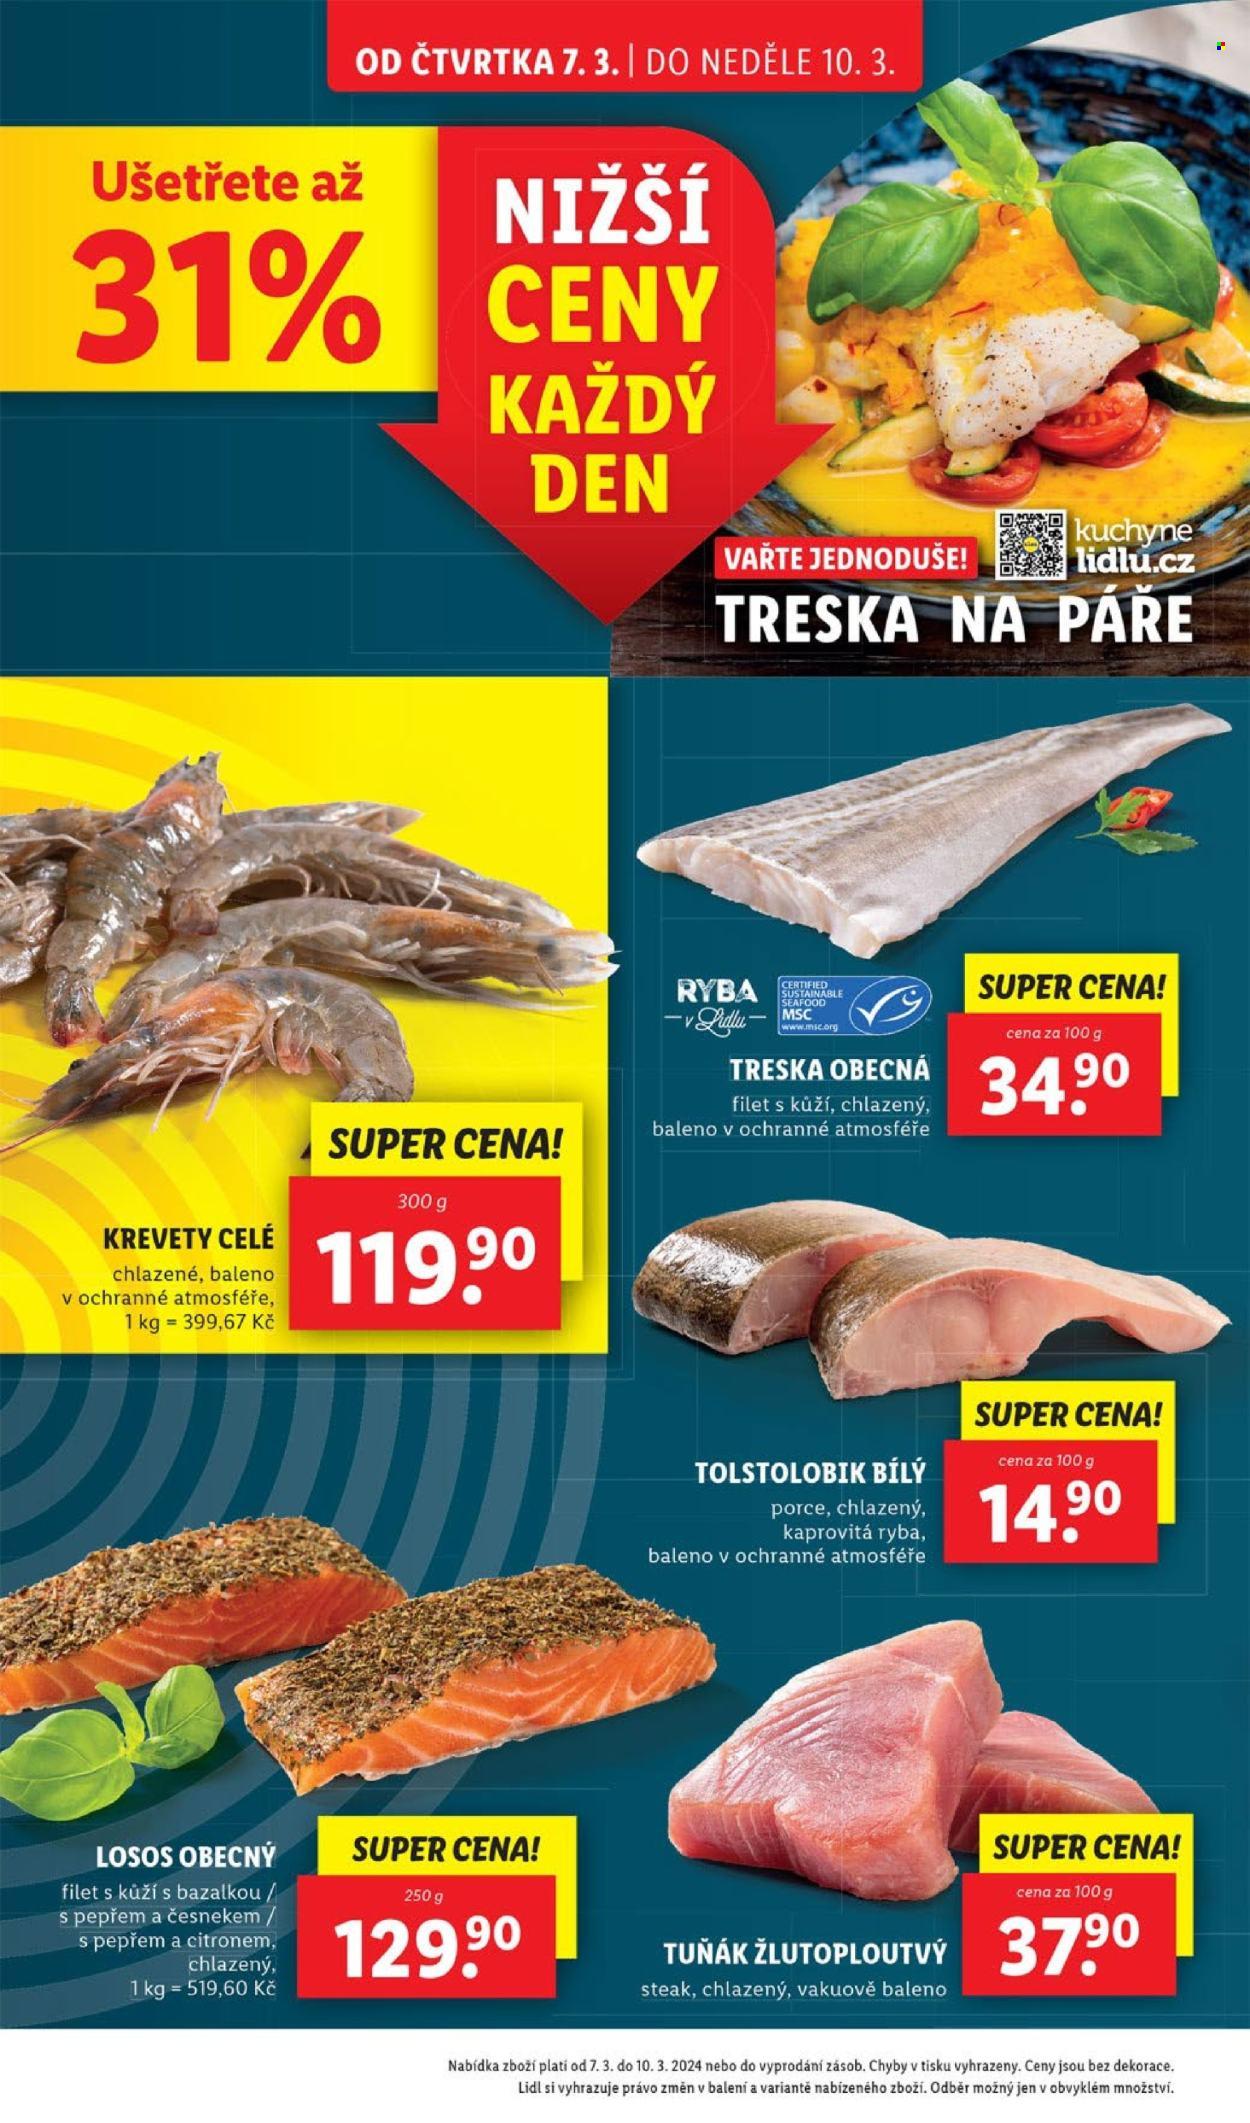 OD ČTVRTKA 7. 3. | DO NEDĚLE 10. 3.
Ušetřete až
31%
NIŽŠÍ
CENY
KAŽDÝ
DEN
kuchyne
lidlu.cz
VAŘTE JEDNODUŠE!
TRESKA NA PÁŘE
RYBA
v Lidlu
CERTIFIED
SUSTAINABLE
SEAFOOD
MSC
www.msc.org
TRESKA OBECNÁ
filet s kůží, chlazený,
baleno v ochranné atmosféře
SUPER CENA!
cena za 100 g
34.90
SUPER CENA!
300 g
119.90
KREVETY CELÉ
chlazené, baleno
v ochranné atmosféře,
1 kg = 399,67 Kč
SUPER CENA!
cena za 100 g
14.90
TOLSTOLOBIK BÍLÝ
porce, chlazený,
kaprovitá ryba,
baleno v ochranné atmosféře
LOSOS OBECNÝ
filet s kůží s bazalkou /
s pepřem a česnekem /
s pepřem a citronem,
chlazený,
1 kg = 519,60 Kč
SUPER CENA!
250 g
129.90
SUPER CENA!
cena za 100 g
37.90
TUŇÁK ŽLUTOPLOUTVÝ
steak, chlazený, vakuově baleno
Nabídka zboží platí od 7. 3. do 10. 3. 2024 nebo do vyprodání zásob. Chyby v tisku vyhrazeny. Ceny jsou bez dekorace.
Lidl si vyhrazuje právo změn v balení a variantě nabízeného zboží. Odběr možný jen v obvyklém množství.